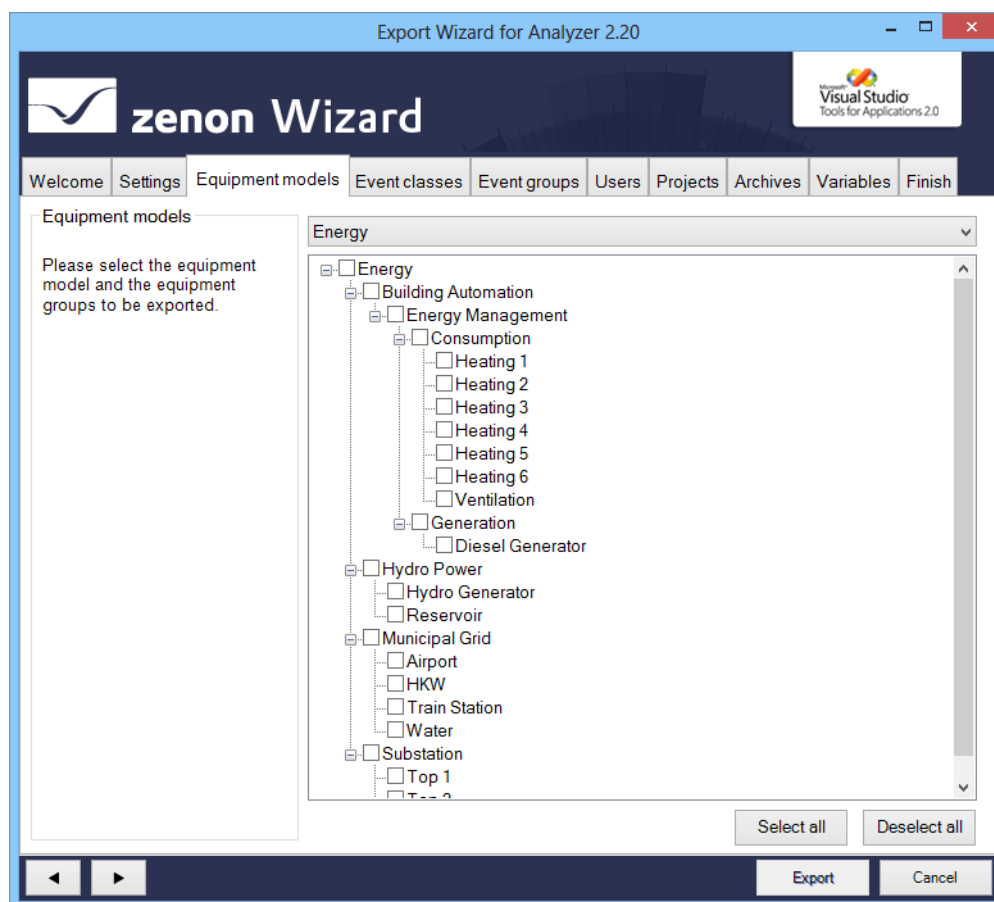 Export Wizard for Analyzer 2.20
zenon Wizard
Microsoft
Visual Studio
Tools for Applications 2.0
Welcome Settings Equipment models Event classes Event groups Users Projects Archives Variables Finish
Equipment models
Please select the equipment
model and the equipment
groups to be exported.
Energy
Energy
Building Automation
Energy Management
Consumption
Heating 1
Heating 2
Heating 3
Heating 4
Heating 5
Heating 6
Ventilation
Generation
Diesel Generator
Hydro Power
Hydro Generator
Reservoir
Municipal Grid
Airport
HKW
Train Station
Water
Substation
Top 1
Select all Deselect all
Export Cancel